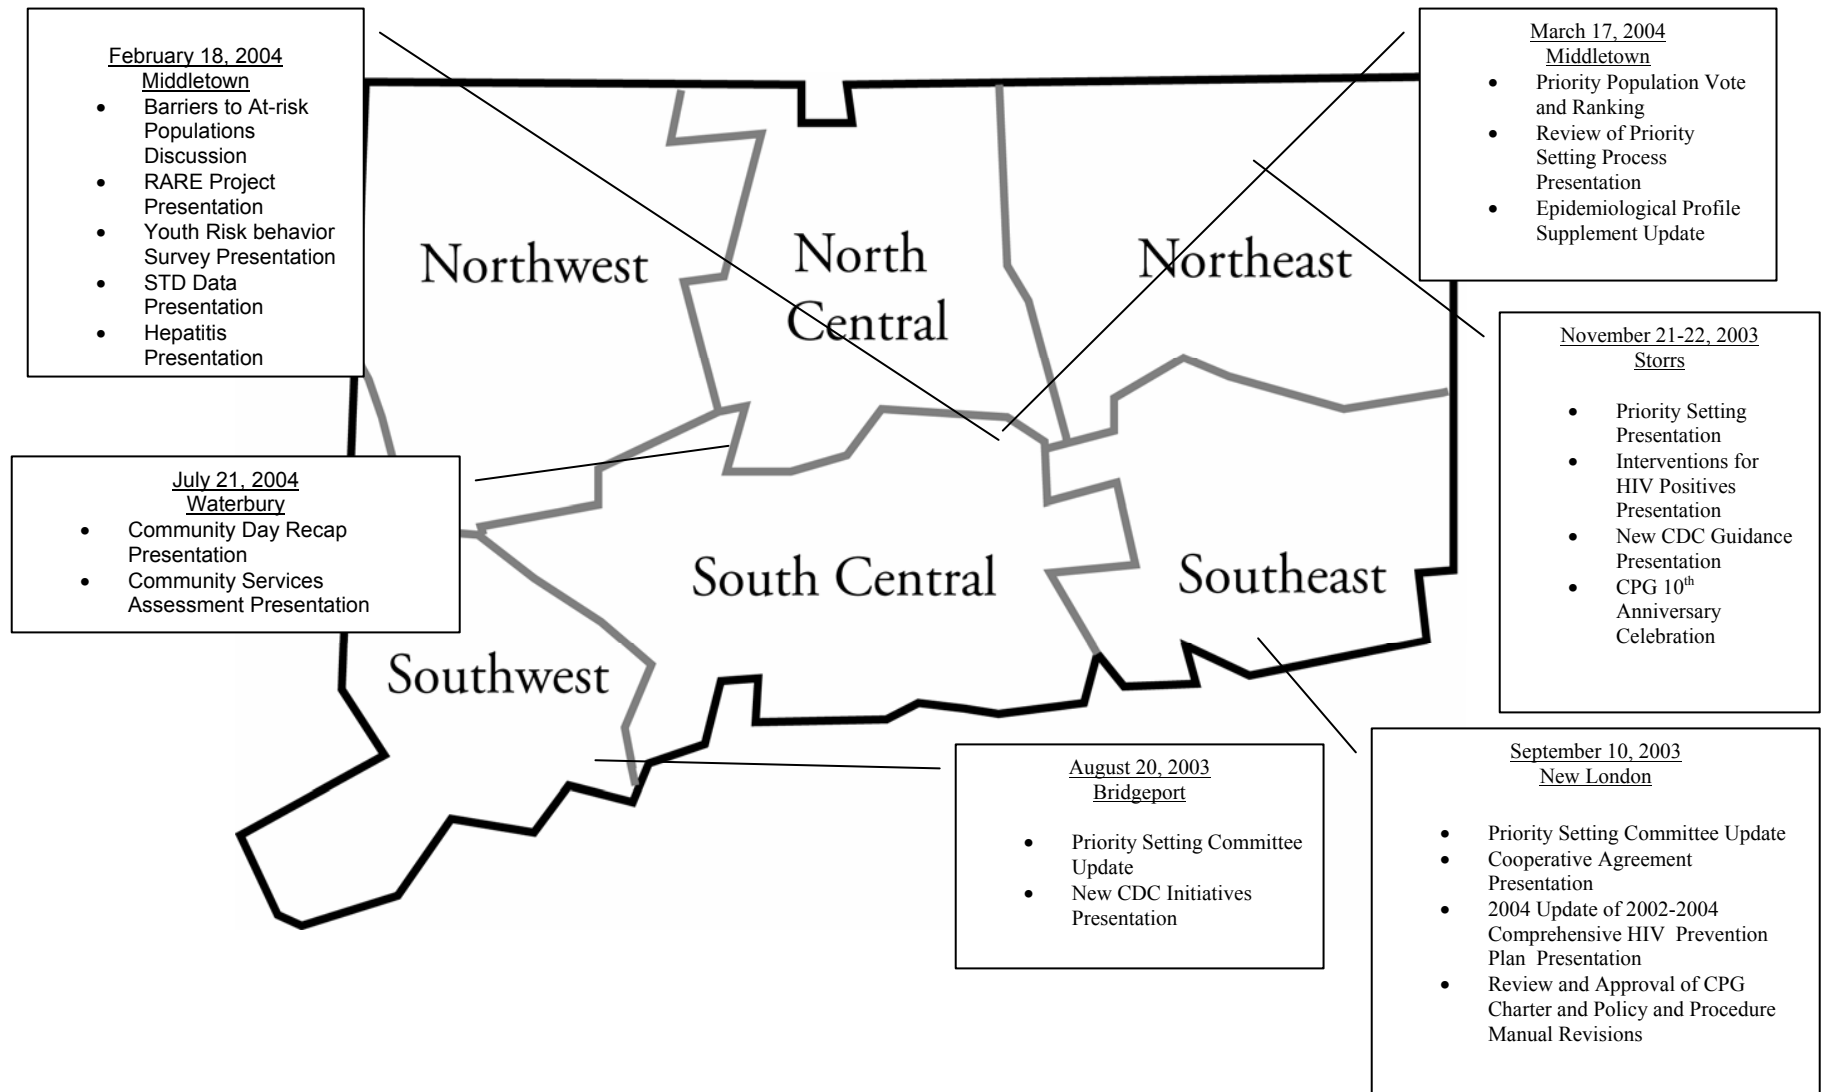 February 18, 2004
Middletown
• Barriers to At-risk
Populations
Discussion
• RARE Project
Presentation
• Youth Risk behavior
Survey Presentation
• STD Data
Presentation
• Hepatitis
Presentation
March 17, 2004
Middletown
• Priority Population Vote
and Ranking
• Review of Priority
Setting Process
Presentation
• Epidemiological Profile
Supplement Update
Northwest
North
Central
Northeast
November 21-22, 2003
Storrs
• Priority Setting
Presentation
• Interventions for
HIV Positives
Presentation
• New CDC Guidance
Presentation
• CPG 10th
Anniversary
Celebration
July 21, 2004
Waterbury
• Community Day Recap
Presentation
• Community Services
Assessment Presentation
South Central
Southeast
Southwest
August 20, 2003
Bridgeport
• Priority Setting Committee
Update
• New CDC Initiatives
Presentation
September 10, 2003
New London
• Priority Setting Committee Update
• Cooperative Agreement
Presentation
• 2004 Update of 2002-2004
Comprehensive HIV Prevention
Plan Presentation
• Review and Approval of CPG
Charter and Policy and Procedure
Manual Revisions